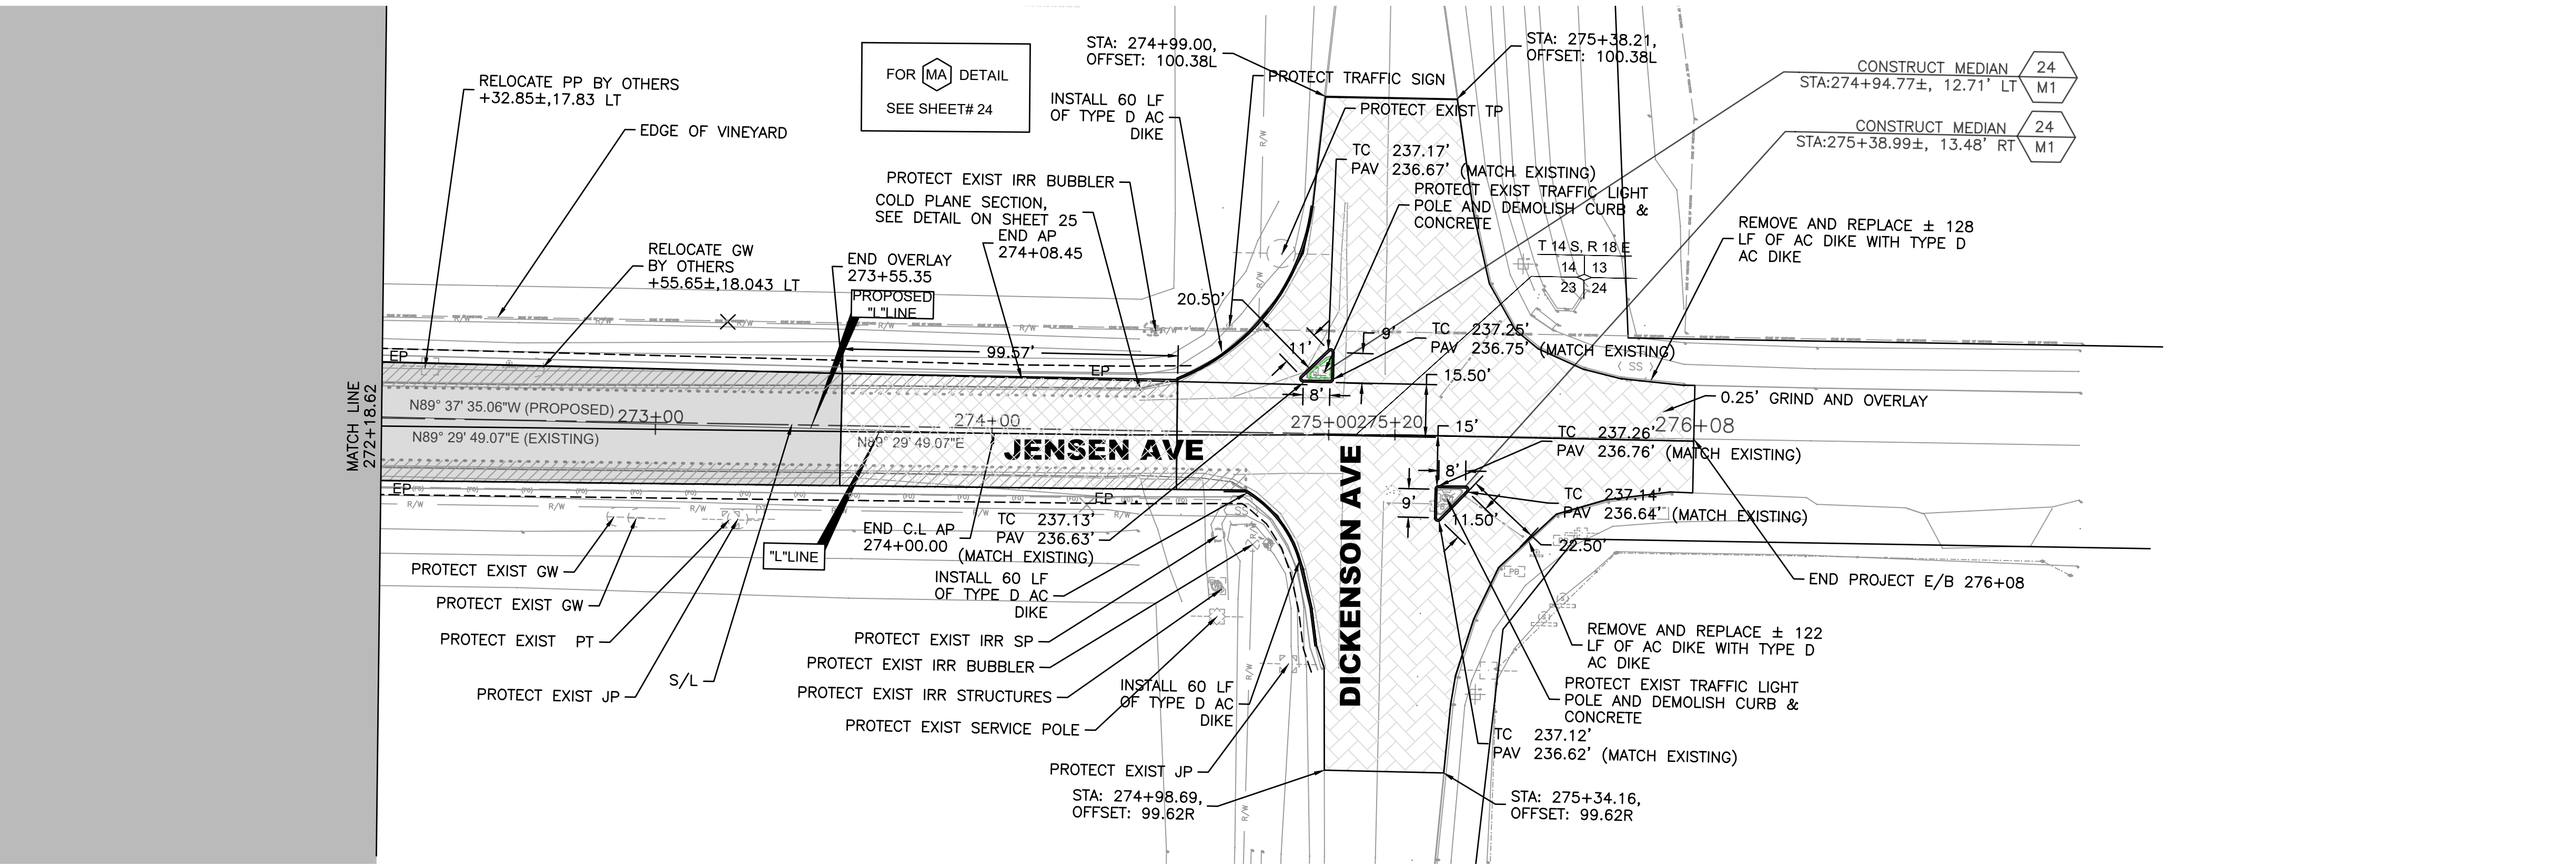 RELOCATE PP BY OTHERS
+32.85±,17.83 LT
EDGE OF VINEYARD
FOR MA DETAIL
SEE SHEET# 24
STA: 274+99.00,
OFFSET: 100.38L
STA: 275+38.21,
OFFSET: 100.38L
PROTECT TRAFFIC SIGN
INSTALL 60 LF
OF TYPE D AC
DIKE
PROTECT EXIST TP
CONSTRUCT MEDIAN
STA:274+94.77±, 12.71' LT
24
M1
CONSTRUCT MEDIAN
STA:275+38.99±, 13.48' RT
24
M1
TC 237.17'
PAV 236.67' (MATCH EXISTING)
PROTECT EXIST TRAFFIC LIGHT
POLE AND DEMOLISH CURB &
CONCRETE
PROTECT EXIST IRR BUBBLER
COLD PLANE SECTION,
SEE DETAIL ON SHEET 25
END AP
274+08.45
REMOVE AND REPLACE ± 128
LF OF AC DIKE WITH TYPE D
AC DIKE
T 14 S, R 18 E
14 13
23 24
RELOCATE GW
BY OTHERS
+55.65±,18.043 LT
END OVERLAY
273+55.35
PROPOSED
"L"LINE
20.50'
11'
9'
TC 237.25'
PAV 236.75' (MATCH EXISTING)
99.57'
EP
EP
R/W
R/W
R/W
R/W
R/W
R/W
R/W
R/W
SS
15.50'
8'
0.25' GRIND AND OVERLAY
MATCH LINE
272+18.62
N89° 37' 35.06"W (PROPOSED)
273+00
N89° 29' 49.07"E (EXISTING)
274+00
N89° 29' 49.07"E
JENSEN AVE
275+00
275+20
276+08
15'
TC 237.26'
PAV 236.76' (MATCH EXISTING)
DICKENSON AVE
8'
9'
11.50'
TC 237.14'
PAV 236.64' (MATCH EXISTING)
22.50'
EP
EP
R/W
R/W
R/W
R/W
R/W
R/W
SS
END C.L AP
274+00.00
TC 237.13'
PAV 236.63'
(MATCH EXISTING)
"L"LINE
PROTECT EXIST GW
PROTECT EXIST GW
PROTECT EXIST PT
PROTECT EXIST JP
S/L
INSTALL 60 LF
OF TYPE D AC
DIKE
PROTECT EXIST IRR SP
PROTECT EXIST IRR BUBBLER
PROTECT EXIST IRR STRUCTURES
PROTECT EXIST SERVICE POLE
INSTALL 60 LF
OF TYPE D AC
DIKE
PROTECT EXIST JP
R/W
R/W
PB
END PROJECT E/B 276+08
REMOVE AND REPLACE ± 122
LF OF AC DIKE WITH TYPE D
AC DIKE
PROTECT EXIST TRAFFIC LIGHT
POLE AND DEMOLISH CURB &
CONCRETE
TC 237.12'
PAV 236.62' (MATCH EXISTING)
STA: 274+98.69,
OFFSET: 99.62R
STA: 275+34.16,
OFFSET: 99.62R